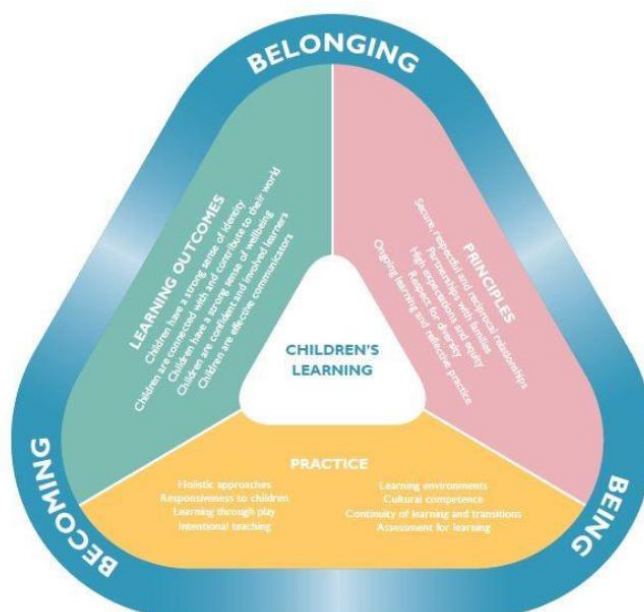 BELONGING
LEARNING OUTCOMES
Children have a strong sense of identity
Children are connected with and contribute to their world
Children have a strong sense of wellbeing
Children are confident and involved learners
Children are effective communicators
PRINCIPLES
Secure, respectful and reciprocal relationships
Partnerships with families
High expectations and equity
Respect for diversity
Ongoing learning and reflective practice
CHILDREN'S
LEARNING
PRACTICE
Holistic approaches
Responsiveness to children
Learning through play
Intentional teaching
Learning environments
Cultural competence
Continuity of learning and transitions
Assessment for learning
BECOMING
BEING